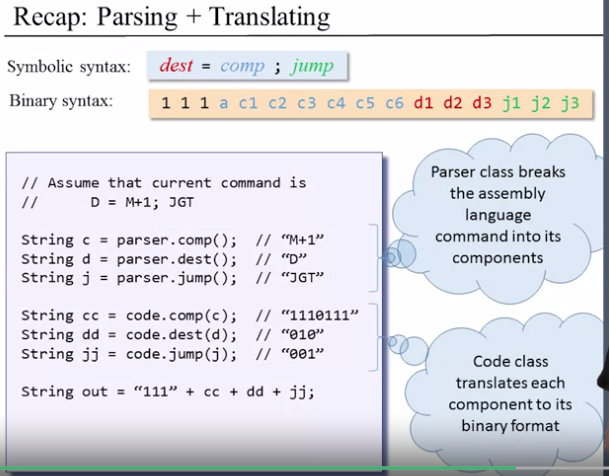 Recap: Parsing + Translating
Symbolic syntax: dest = comp ; jump
Binary syntax: 1 1 1 a c1 c2 c3 c4 c5 c6 d1 d2 d3 j1 j2 j3
// Assume that current command is
// D = M+1; JGT
String c = parser.comp(); // “M+1”
String d = parser.dest(); // “D”
String j = parser.jump(); // “JGT”
String cc = code.comp(c); // “1110111”
String dd = code.dest(d); // “010”
String jj = code.jump(j); // “001”
String out = “111” + cc + dd + jj;
Parser class breaks
the assembly
language
command into its
components
Code class
translates each
component to its
binary format